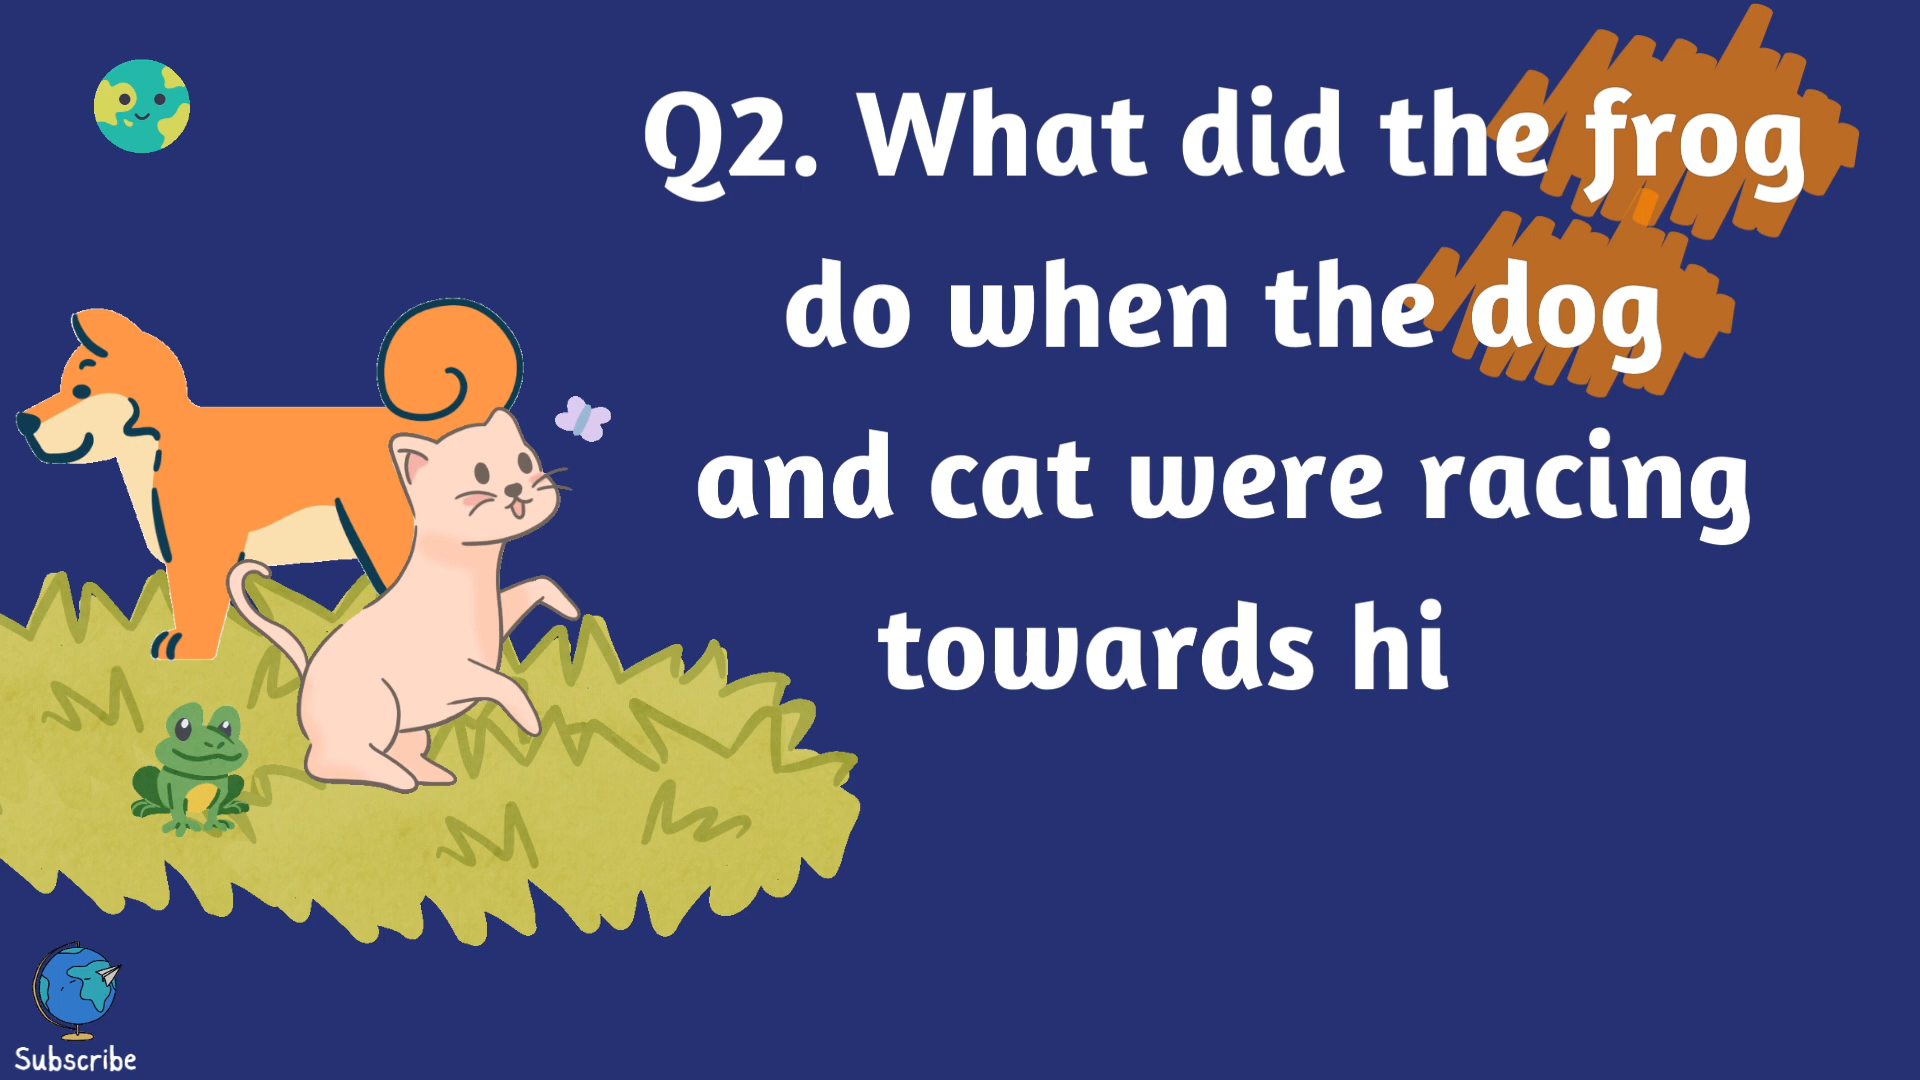 Q2. What did the frog
do when the dog
and cat were racing
towards hi
Subscribe